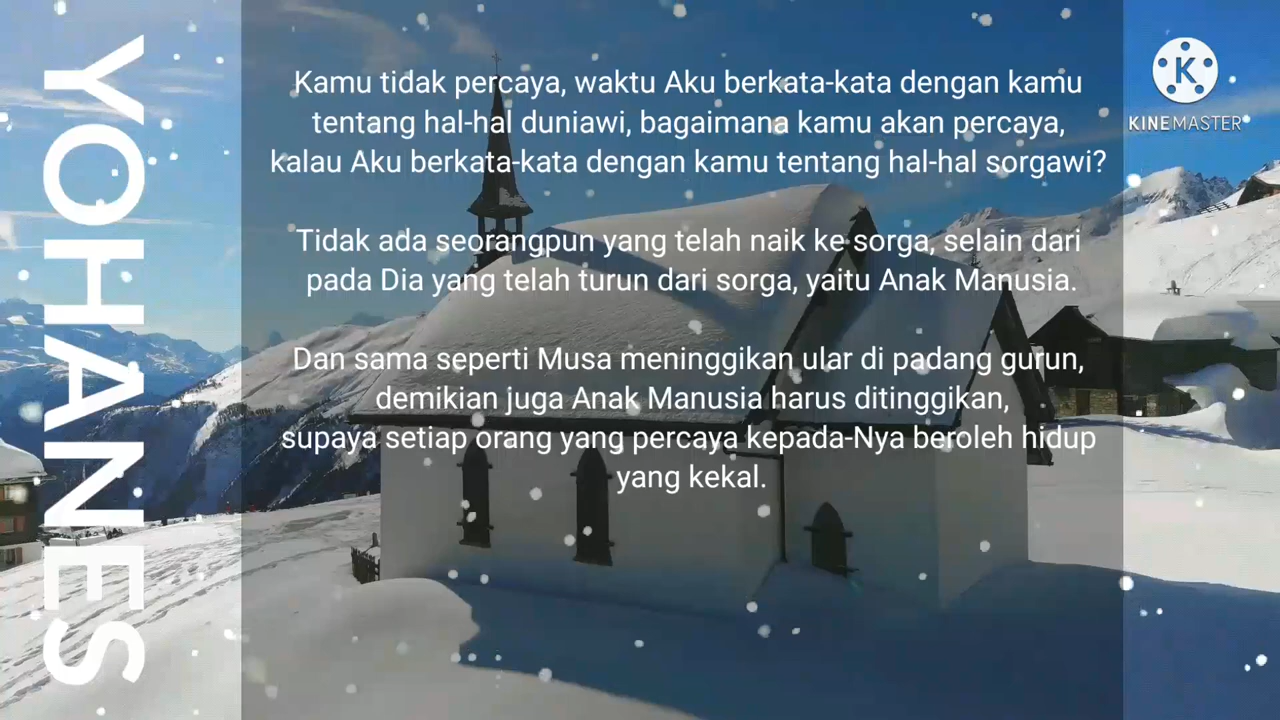 YOHANES
Kamu tidak percaya, waktu Aku berkata-kata dengan kamu
tentang hal-hal duniawi, bagaimana kamu akan percaya,
kalau Aku berkata-kata dengan kamu tentang hal-hal sorgawi?
Tidak ada seorangpun yang telah naik ke sorga, selain dari
pada Dia yang telah turun dari sorga, yaitu Anak Manusia.
Dan sama seperti Musa meninggikan ular di padang gurun,
demikian juga Anak Manusia harus ditinggikan,
supaya setiap orang yang percaya kepada-Nya beroleh hidup
yang kekal.
K
KINEMASTER